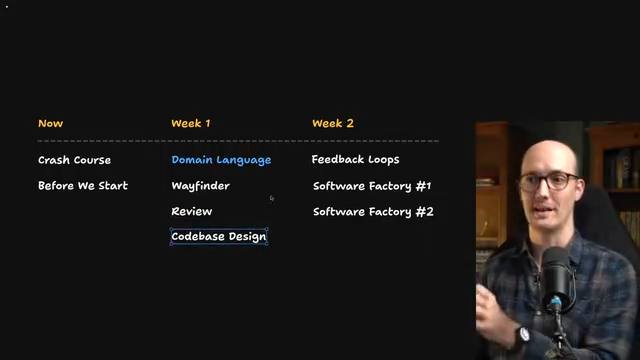 Now
Crash Course
Before We Start
Week 1
Domain Language
Wayfinder
Review
Codebase Design
Week 2
Feedback Loops
Software Factory #1
Software Factory #2